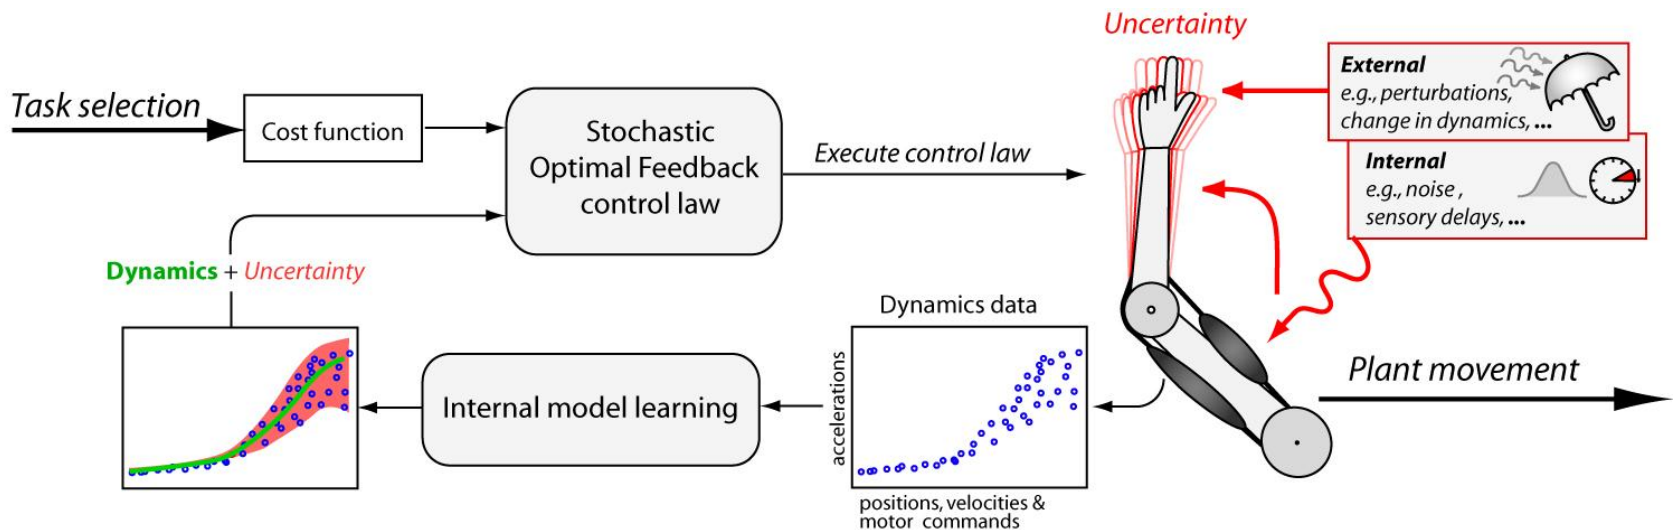 Uncertainty
External
e.g., perturbations,
change in dynamics, ...
Internal
e.g., noise ,
sensory delays, ...
Task selection
Cost function
Stochastic
Optimal Feedback
control law
Execute control law
Dynamics + Uncertainty
Internal model learning
Dynamics data
accelerations
positions, velocities &
motor commands
Plant movement